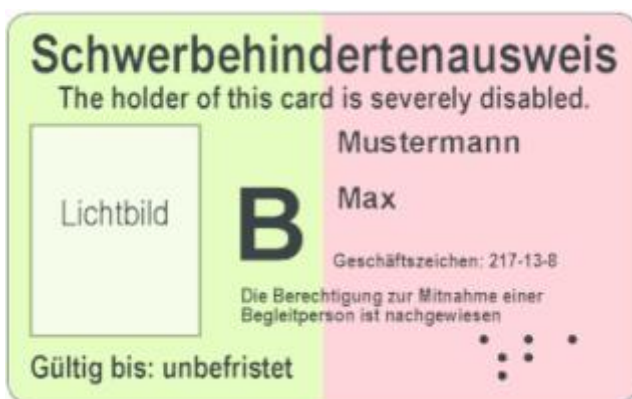 Schwerbehindertenausweis
The holder of this card is severely disabled.
Lichtbild
B
Mustermann
Max
Geschäftszeichen: 217-13-8
Die Berechtigung zur Mitnahme einer
Begleitperson ist nachgewiesen
Gültig bis: unbefristet